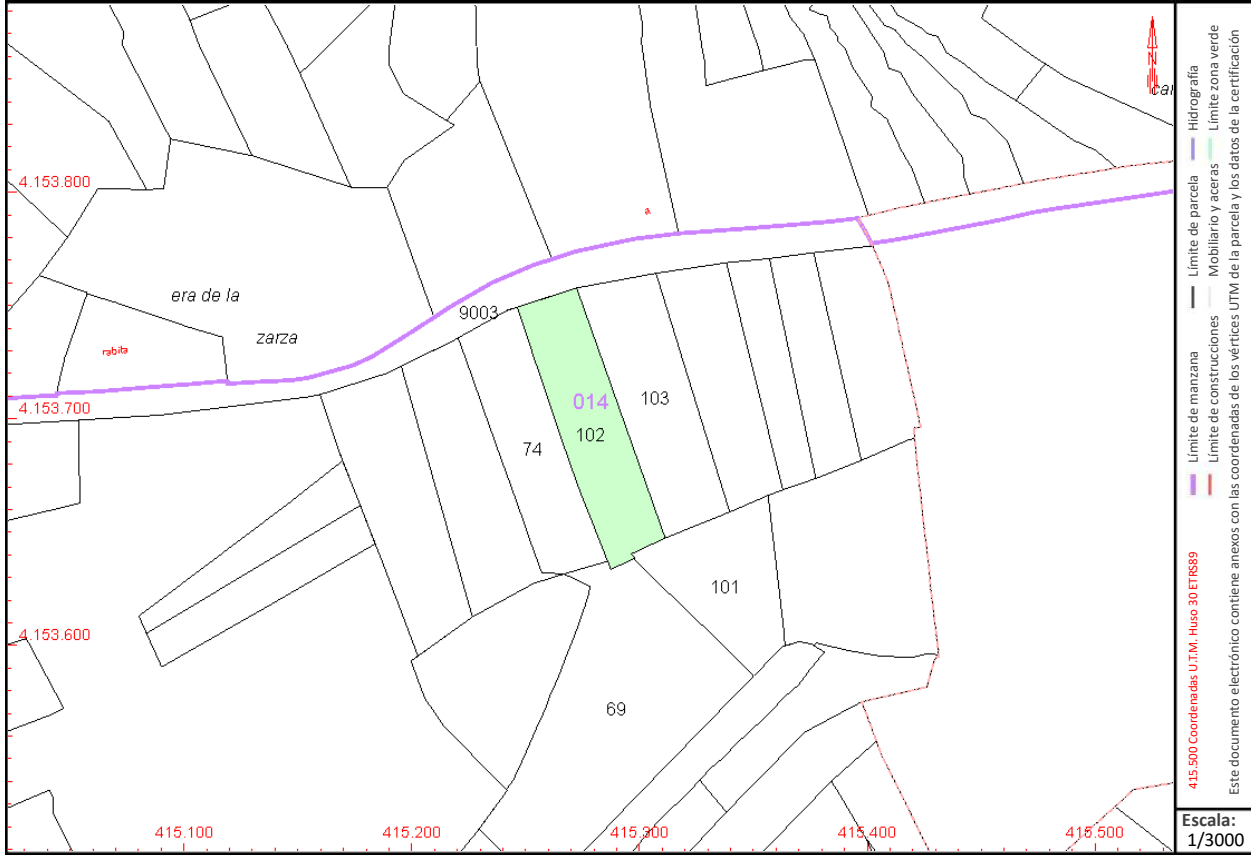 N
4.153.800
a
era de la
zarza
9003
rabita
4.153.700
014
103
102
74
101
4.153.600
69
415.100
415.200
415.300
415.400
415.500
415.500 Coordenadas U.T.M. Huso 30 ETRS89
Límite de manzana
Límite de parcela
Hidrografía
Límite de construcciones
Mobiliario y aceras
Límite zona verde
Este documento electrónico contiene anexos con las coordenadas de los vértices UTM de la parcela y los datos de la certificación
Escala:
1/3000